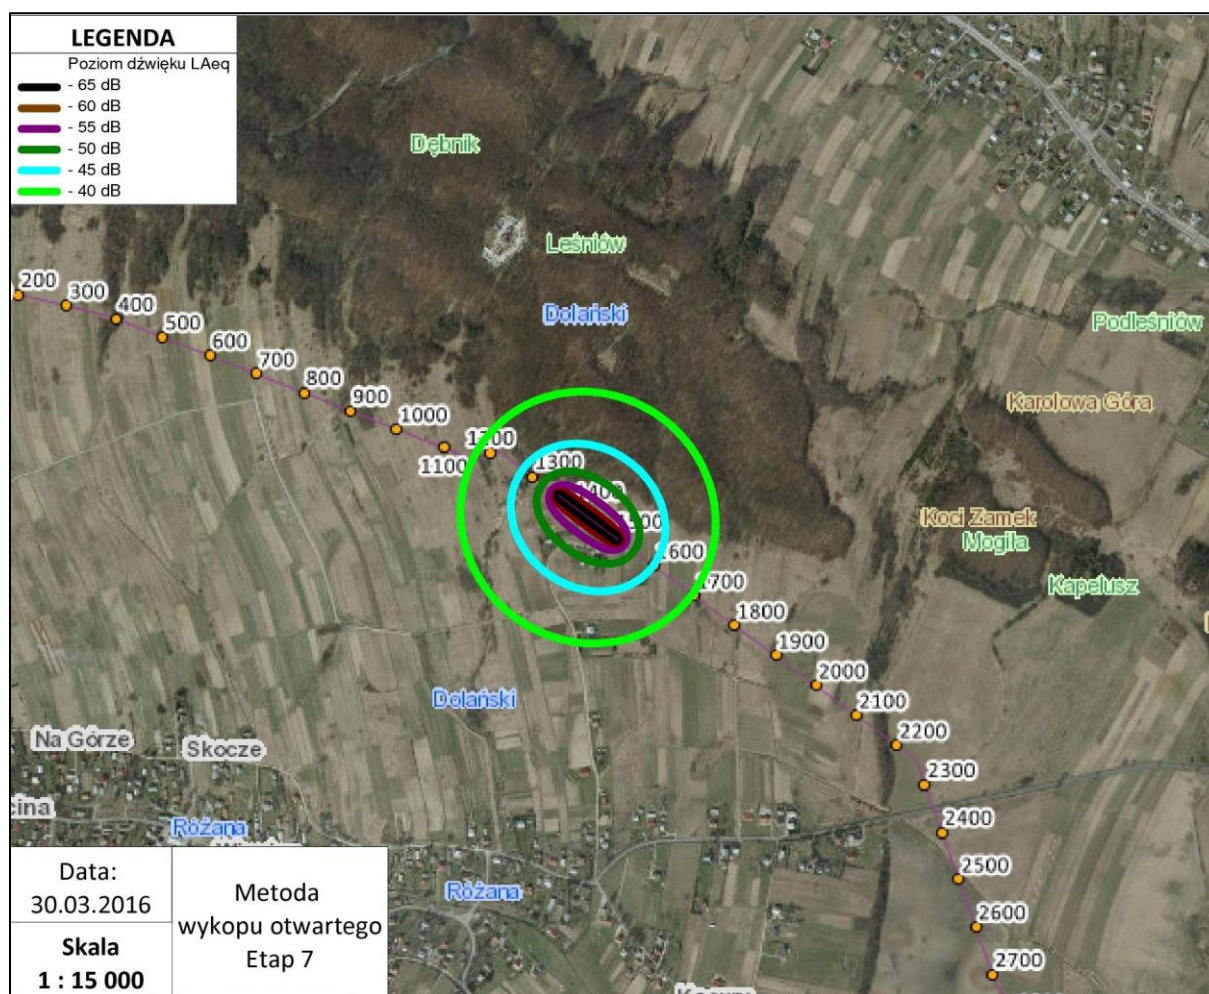 LEGENDA
Poziom dźwięku LAeq
- 65 dB
- 60 dB
- 55 dB
- 50 dB
- 45 dB
- 40 dB
Dębnik
Leśniów
Dolański
Podleśniów
Karolowa Góra
Koci Zamek
Mogiła
Kapelusz
200
300
400
500
600
700
800
900
1000
1100
1300
1600
1700
1800
1900
2000
2100
2200
2300
2400
2500
2600
2700
Dolański
Na Górze
Skocze
Różana
Różana
Data:
30.03.2016
Skala
1 : 15 000
Metoda
wykopu otwartego
Etap 7